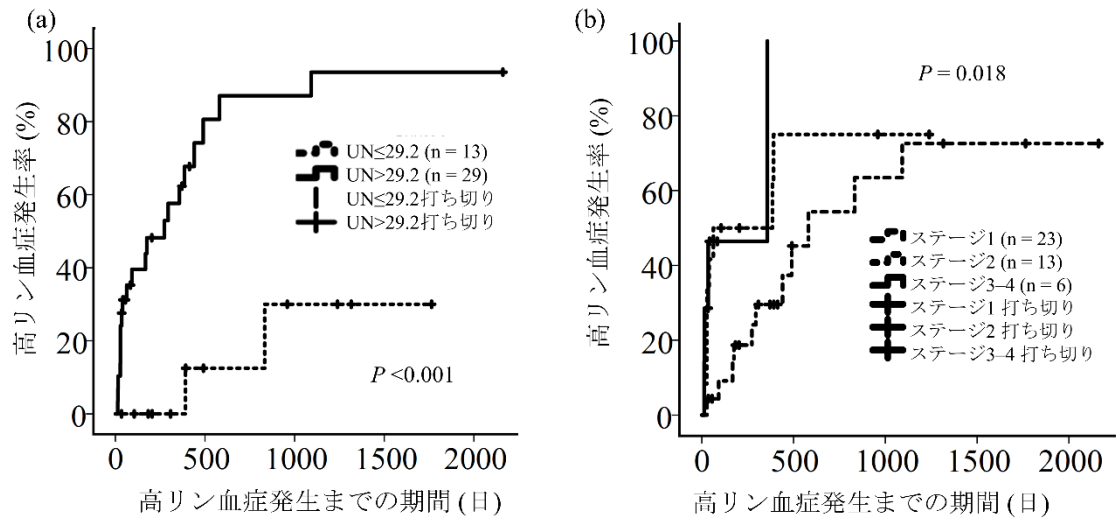 (a)
高リン血症発生率 (%)
100
80
60
40
20
0
UN≤29.2 (n = 13)
UN>29.2 (n = 29)
UN≤29.2打ち切り
UN>29.2打ち切り
P <0.001
0 500 1000 1500 2000
高リン血症発生までの期間 (日)
(b)
高リン血症発生率 (%)
100
80
60
40
20
0
P = 0.018
ステージ1 (n = 23)
ステージ2 (n = 13)
ステージ3–4 (n = 6)
ステージ1 打ち切り
ステージ2 打ち切り
ステージ3–4 打ち切り
0 500 1000 1500 2000
高リン血症発生までの期間 (日)